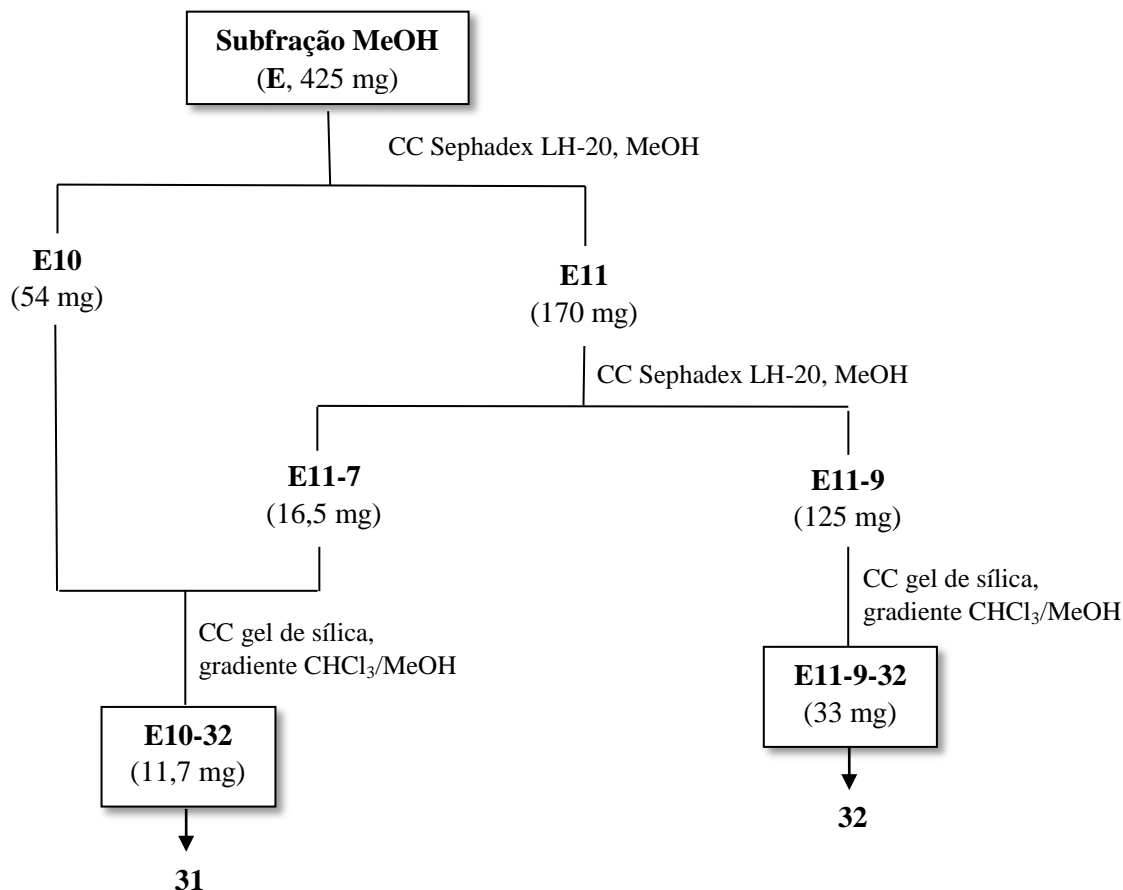 Subfração MeOH
(E, 425 mg)
CC Sephadex LH-20, MeOH
E10
(54 mg)
E11
(170 mg)
CC Sephadex LH-20, MeOH
E11-7
(16,5 mg)
E11-9
(125 mg)
CC gel de sílica,
gradiente CHCl₃/MeOH
CC gel de sílica,
gradiente CHCl₃/MeOH
E11-9-32
(33 mg)
E10-32
(11,7 mg)
32
31